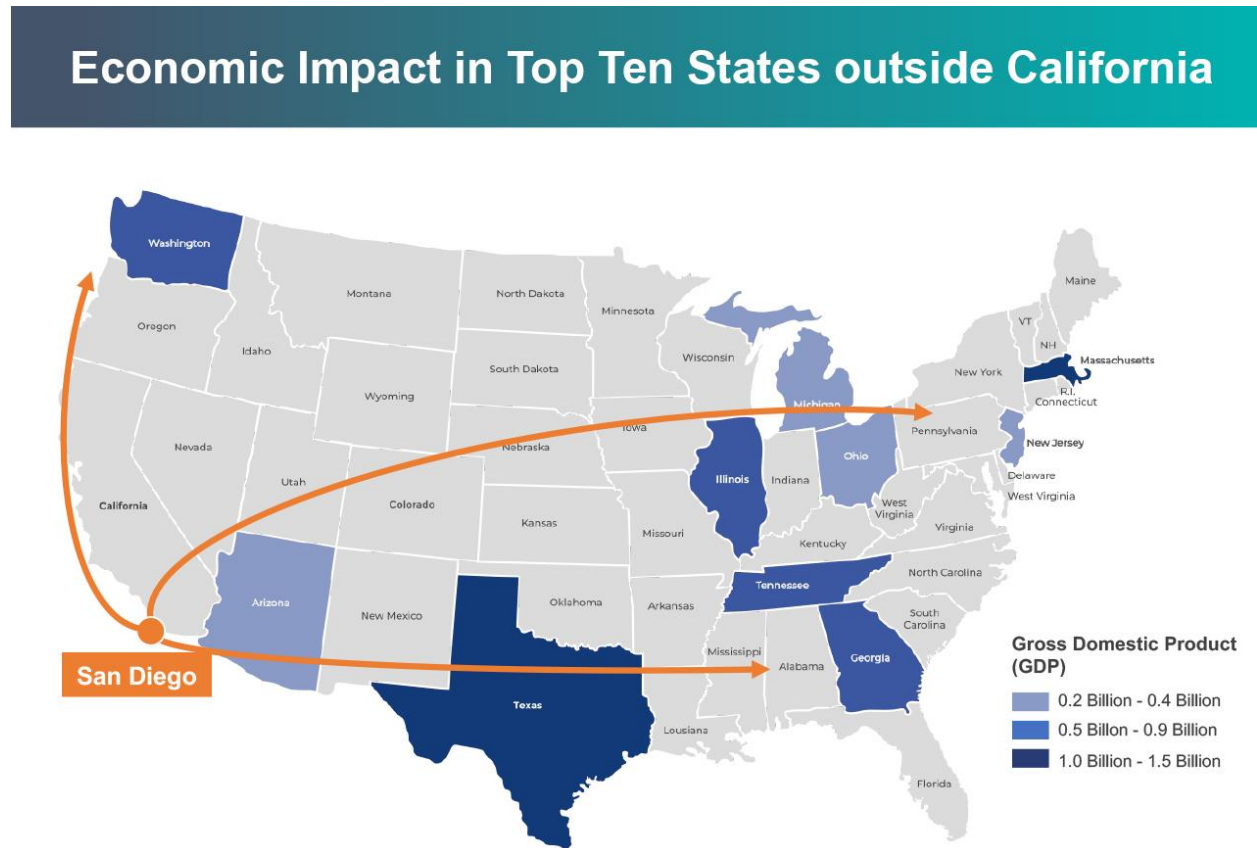 Economic Impact in Top Ten States outside California
Washington
Montana
North Dakota
Minnesota
Maine
Oregon
Idaho
VT
NH
Wisconsin
South Dakota
Massachusetts
New York
Wyoming
R.I.
Connecticut
Michigan
Iowa
Pennsylvania
Nevada
Nebraska
New Jersey
Ohio
Utah
Illinois
Indiana
Delaware
California
Colorado
West Virginia
West
Virginia
Kansas
Missouri
Virginia
Kentucky
North Carolina
Tennessee
Arizona
Oklahoma
Arkansas
New Mexico
South
Carolina
San Diego
Mississippi
Alabama
Georgia
Texas
Lousiana
Florida
Gross Domestic Product
(GDP)
0.2 Billion - 0.4 Billion
0.5 Billon - 0.9 Billion
1.0 Billion - 1.5 Billion